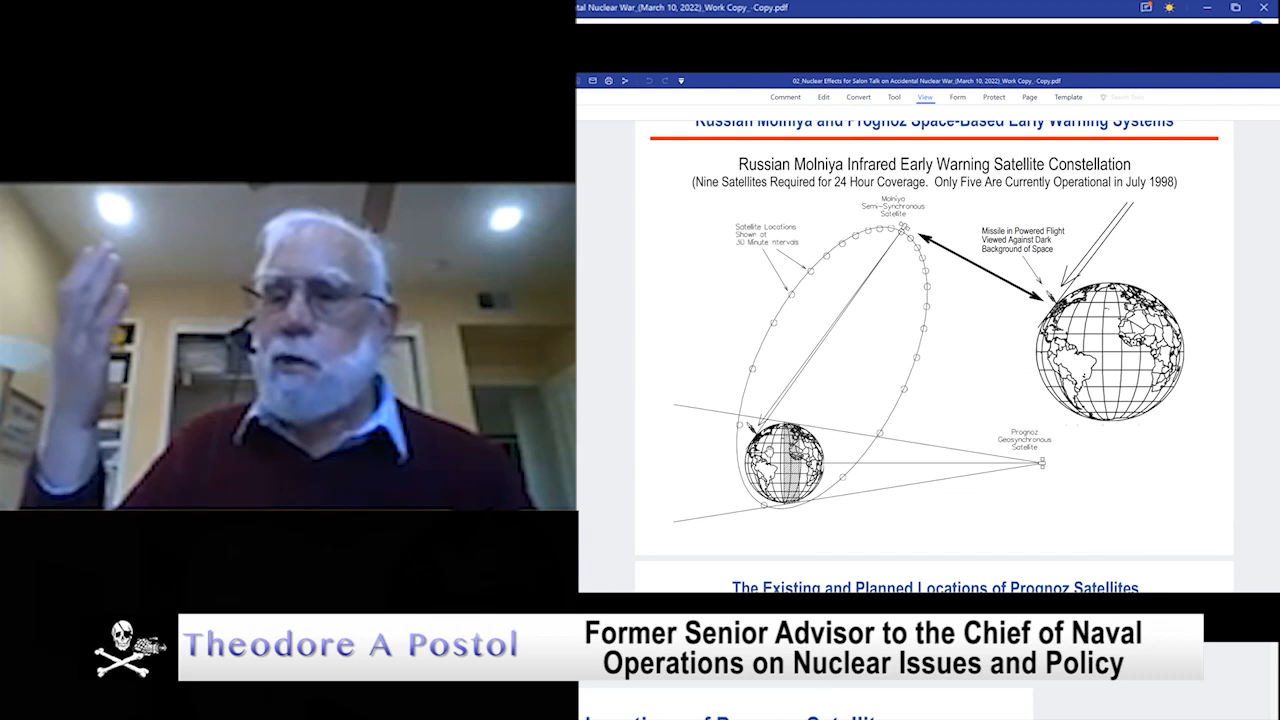 tal Nuclear War_(March 10, 2022)_Work Copy_-Copy.pdf
02_Nuclear Effects for Salon Talk on Accidental Nuclear War_(March 10, 2022)_Work Copy_-Copy.pdf
Comment Edit Convert Tool View Form Protect Page Template Search Tools
Russian Molniya and Prognoz Space-Based Early Warning Systems
Russian Molniya Infrared Early Warning Satellite Constellation
(Nine Satellites Required for 24 Hour Coverage. Only Five Are Currently Operational in July 1998)
Molniya
Semi-Synchronous
Satellite
Satellite Locations
Shown at
30 Minute Intervals
Missile in Powered Flight
Viewed Against Dark
Background of Space
Prognoz
Geosynchronous
Satellite
The Existing and Planned Locations of Prognoz Satellites
Theodore A Postol
Former Senior Advisor to the Chief of Naval
Operations on Nuclear Issues and Policy